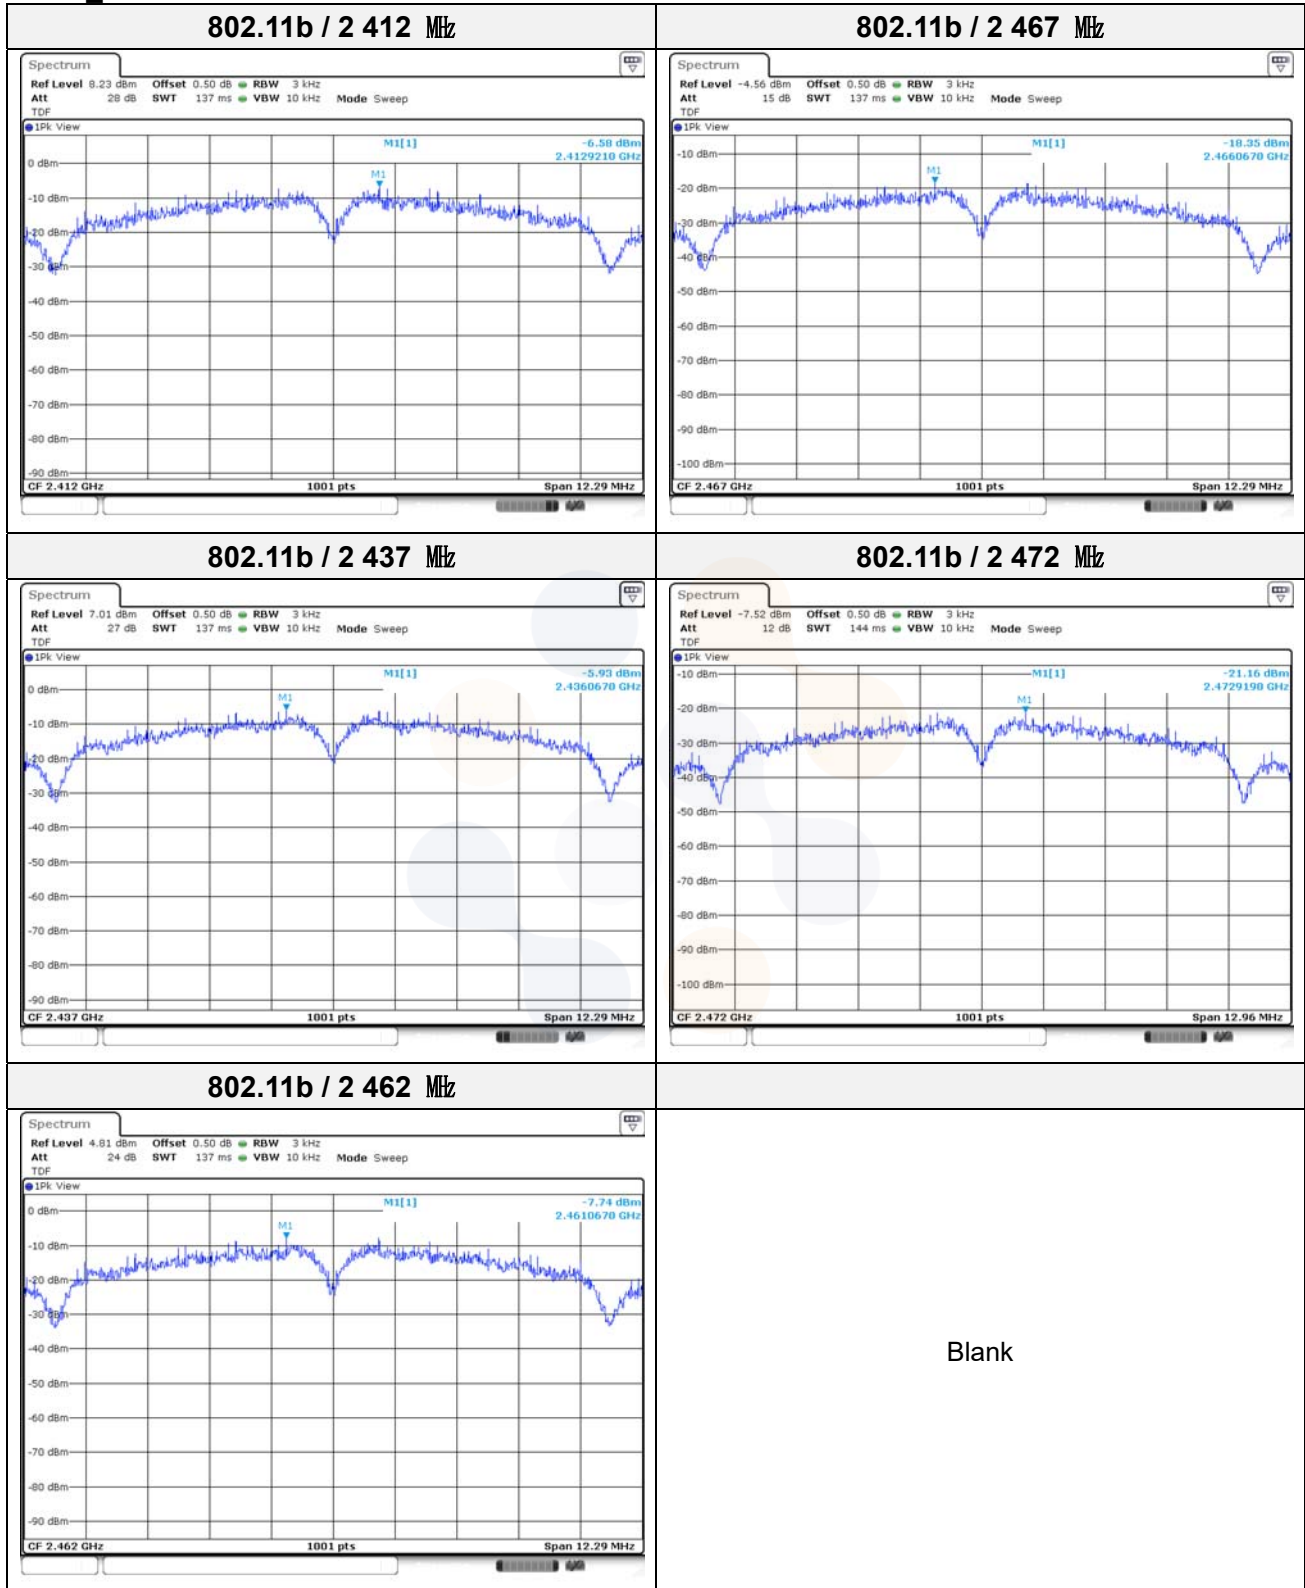 802.11b / 2 412 ㎒
802.11b / 2 467 ㎒
Spectrum
Ref Level 8.23 dBm Offset 0.50 dB RBW 3 kHz
Att 28 dB SWT 137 ms VBW 10 kHz Mode Sweep
TDF
1Pk View
M1[1] -6.58 dBm
2.4129210 GHz
M1
0 dBm
-10 dBm
-20 dBm
-30 dBm
-40 dBm
-50 dBm
-60 dBm
-70 dBm
-80 dBm
-90 dBm
CF 2.412 GHz 1001 pts Span 12.29 MHz
Spectrum
Ref Level -4.56 dBm Offset 0.50 dB RBW 3 kHz
Att 15 dB SWT 137 ms VBW 10 kHz Mode Sweep
TDF
1Pk View
M1[1] -18.35 dBm
2.4660670 GHz
M1
-10 dBm
-20 dBm
-30 dBm
-40 dBm
-50 dBm
-60 dBm
-70 dBm
-80 dBm
-90 dBm
-100 dBm
CF 2.467 GHz 1001 pts Span 12.29 MHz
802.11b / 2 437 ㎒
802.11b / 2 472 ㎒
Spectrum
Ref Level 7.01 dBm Offset 0.50 dB RBW 3 kHz
Att 27 dB SWT 137 ms VBW 10 kHz Mode Sweep
TDF
1Pk View
M1[1] -5.93 dBm
2.4360670 GHz
M1
0 dBm
-10 dBm
-20 dBm
-30 dBm
-40 dBm
-50 dBm
-60 dBm
-70 dBm
-80 dBm
-90 dBm
CF 2.437 GHz 1001 pts Span 12.29 MHz
Spectrum
Ref Level -7.52 dBm Offset 0.50 dB RBW 3 kHz
Att 12 dB SWT 144 ms VBW 10 kHz Mode Sweep
TDF
1Pk View
M1[1] -21.16 dBm
2.4729190 GHz
M1
-10 dBm
-20 dBm
-30 dBm
-40 dBm
-50 dBm
-60 dBm
-70 dBm
-80 dBm
-90 dBm
-100 dBm
CF 2.472 GHz 1001 pts Span 12.96 MHz
802.11b / 2 462 ㎒
Spectrum
Ref Level 4.81 dBm Offset 0.50 dB RBW 3 kHz
Att 24 dB SWT 137 ms VBW 10 kHz Mode Sweep
TDF
1Pk View
M1[1] -7.74 dBm
2.4610670 GHz
M1
0 dBm
-10 dBm
-20 dBm
-30 dBm
-40 dBm
-50 dBm
-60 dBm
-70 dBm
-80 dBm
-90 dBm
CF 2.462 GHz 1001 pts Span 12.29 MHz
Blank